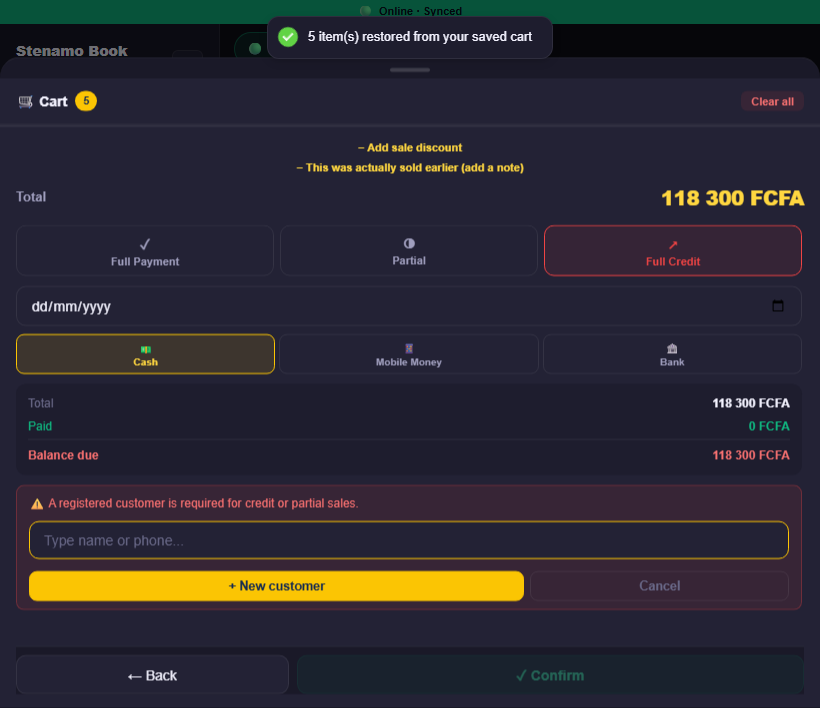 Online · Synced
Stenamo Book
5 item(s) restored from your saved cart
Cart 5
Clear all
– Add sale discount
– This was actually sold earlier (add a note)
Total 118 300 FCFA
Full Payment
Partial
Full Credit
dd/mm/yyyy
Cash
Mobile Money
Bank
Total 118 300 FCFA
Paid 0 FCFA
Balance due 118 300 FCFA
A registered customer is required for credit or partial sales.
Type name or phone...
+ New customer
Cancel
← Back
✓ Confirm